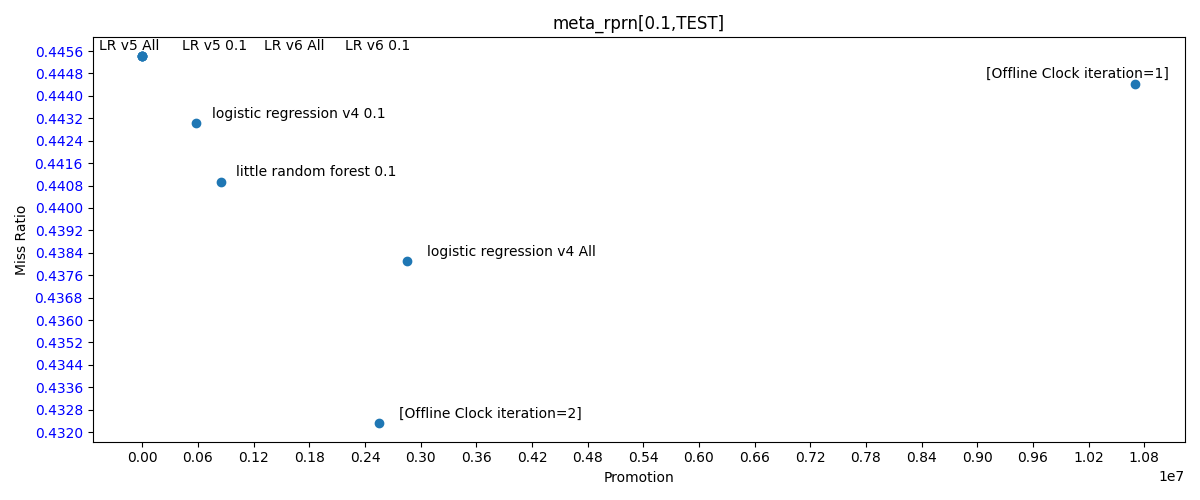 meta_rprn[0.1,TEST]
LR v5 All
LR v5 0.1
LR v6 All
LR v6 0.1
[Offline Clock iteration=1]
logistic regression v4 0.1
little random forest 0.1
logistic regression v4 All
[Offline Clock iteration=2]
Miss Ratio
0.4456
0.4448
0.4440
0.4432
0.4424
0.4416
0.4408
0.4400
0.4392
0.4384
0.4376
0.4368
0.4360
0.4352
0.4344
0.4336
0.4328
0.4320
0.00 0.06 0.12 0.18 0.24 0.30 0.36 0.42 0.48 0.54 0.60 0.66 0.72 0.78 0.84 0.90 0.96 1.02 1.08
1e7
Promotion